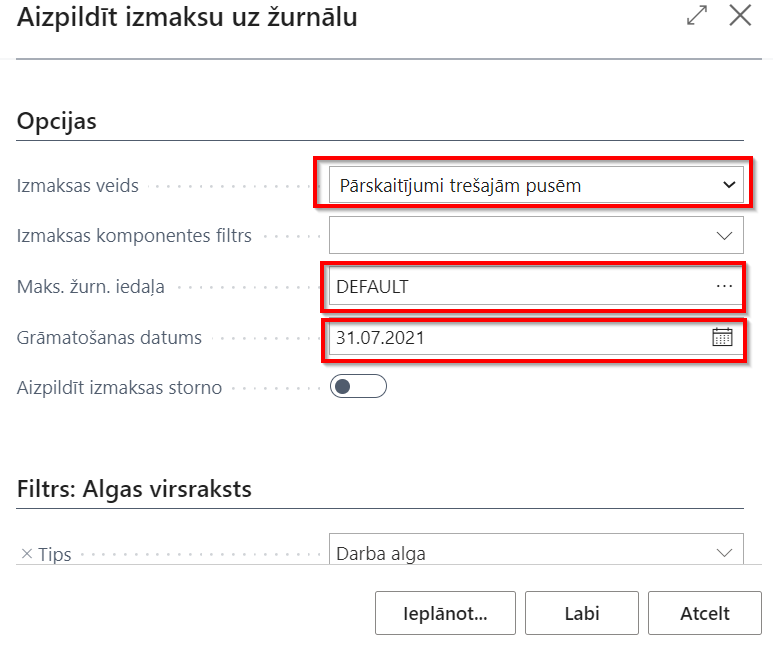 Aizpildīt izmaksu uz žurnālu
Opcijas
Izmaksas veids
Pārskaitījumi trešajām pusēm
Izmaksas komponentes filtrs
Maks. žurn. iedaļa
DEFAULT
Grāmatošanas datums
31.07.2021
Aizpildīt izmaksas storno
Filtrs: Algas virsraksts
Tips
Darba alga
Ieplānot...
Labi
Atcelt